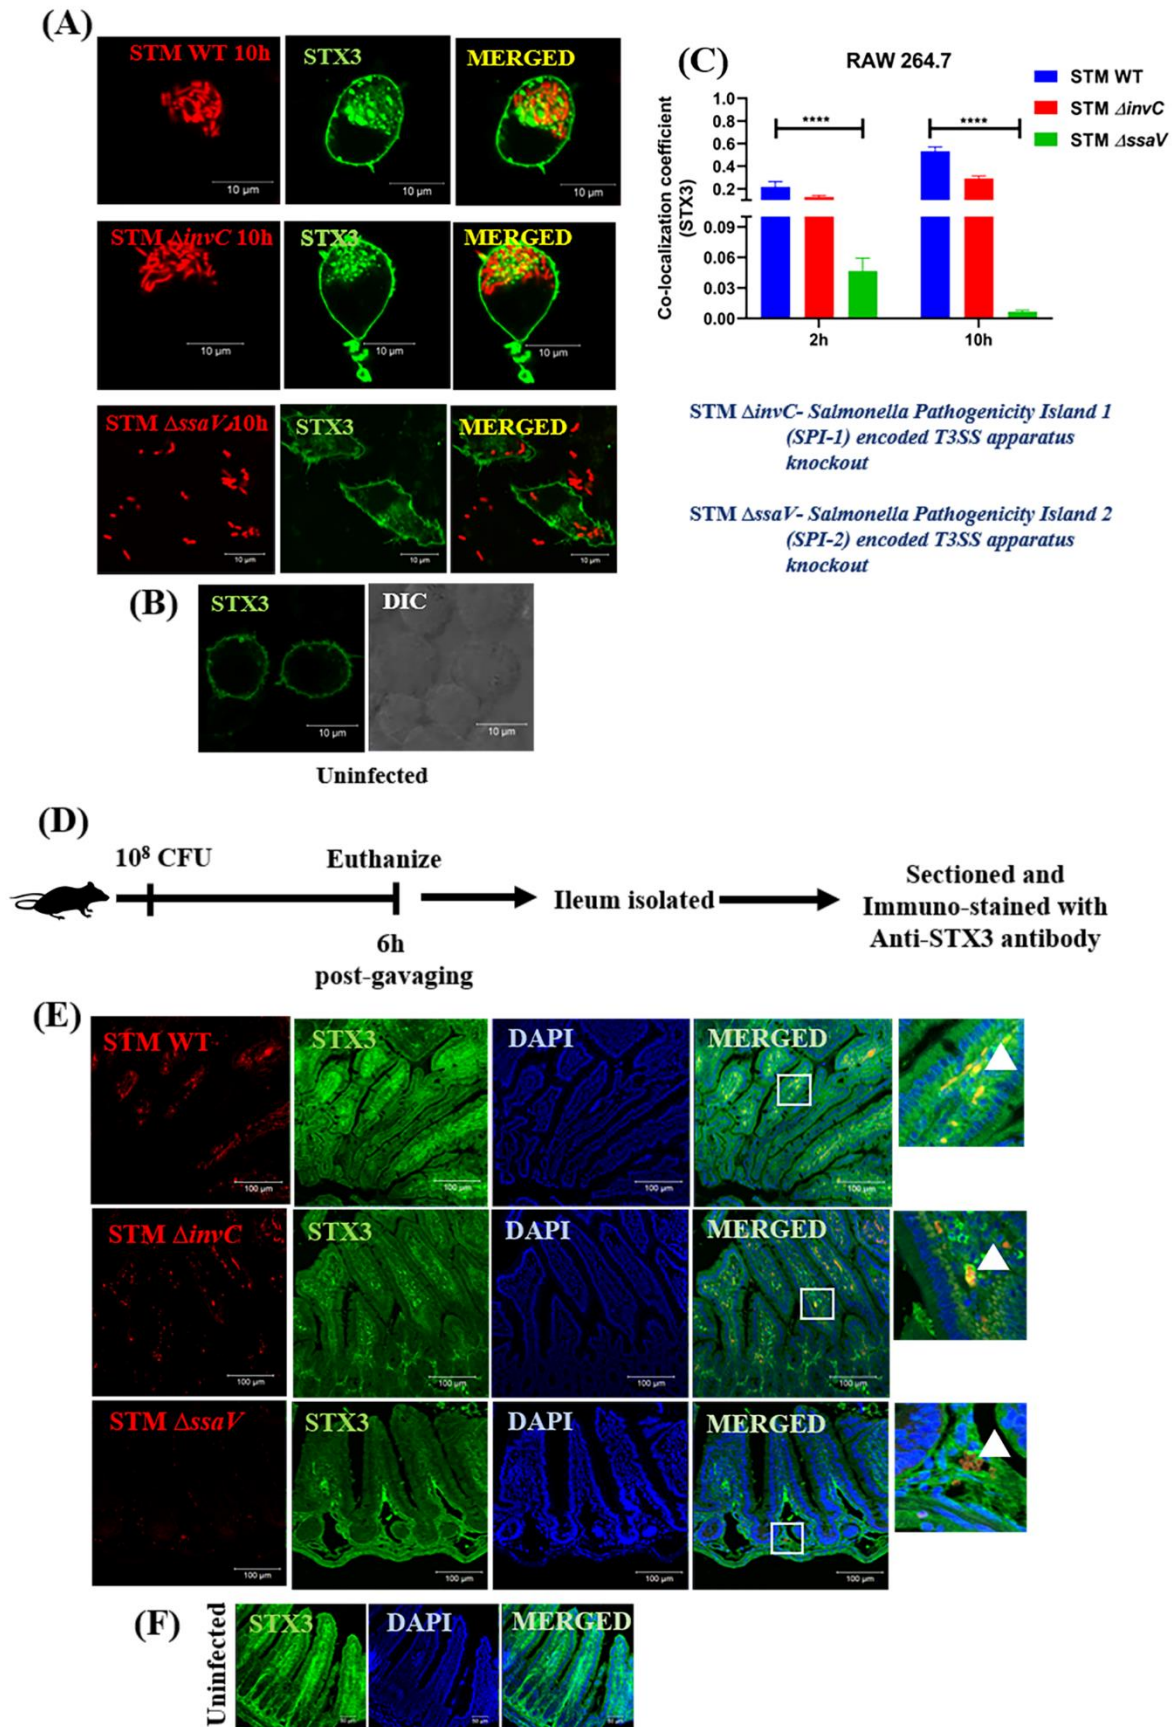 (A)
STM WT 10h
STX3
MERGED
10 µm
10 µm
10 µm
STM ΔinvC 10h
STX3
MERGED
10 µm
10 µm
10 µm
STM ΔssaV 10h
STX3
MERGED
10 µm
10 µm
10 µm
(B)
STX3
DIC
10 µm
10 µm
Uninfected
(C)
RAW 264.7
STM WT
STM ΔinvC
STM ΔssaV
Co-localization coefficient
(STX3)
1.0
0.8
0.6
0.4
0.2
0.09
0.06
0.03
0.00
****
****
2h
10h
STM ΔinvC- Salmonella Pathogenicity Island 1
(SPI-1) encoded T3SS apparatus
knockout
STM ΔssaV- Salmonella Pathogenicity Island 2
(SPI-2) encoded T3SS apparatus
knockout
(D)
10⁸ CFU
Euthanize
6h
post-gavaging
Ileum isolated
Sectioned and
Immuno-stained with
Anti-STX3 antibody
(E)
STM WT
STX3
DAPI
MERGED
100 µm
100 µm
100 µm
100 µm
STM ΔinvC
STX3
DAPI
MERGED
100 µm
100 µm
100 µm
100 µm
STM ΔssaV
STX3
DAPI
MERGED
100 µm
100 µm
100 µm
100 µm
(F)
Uninfected
STX3
DAPI
MERGED